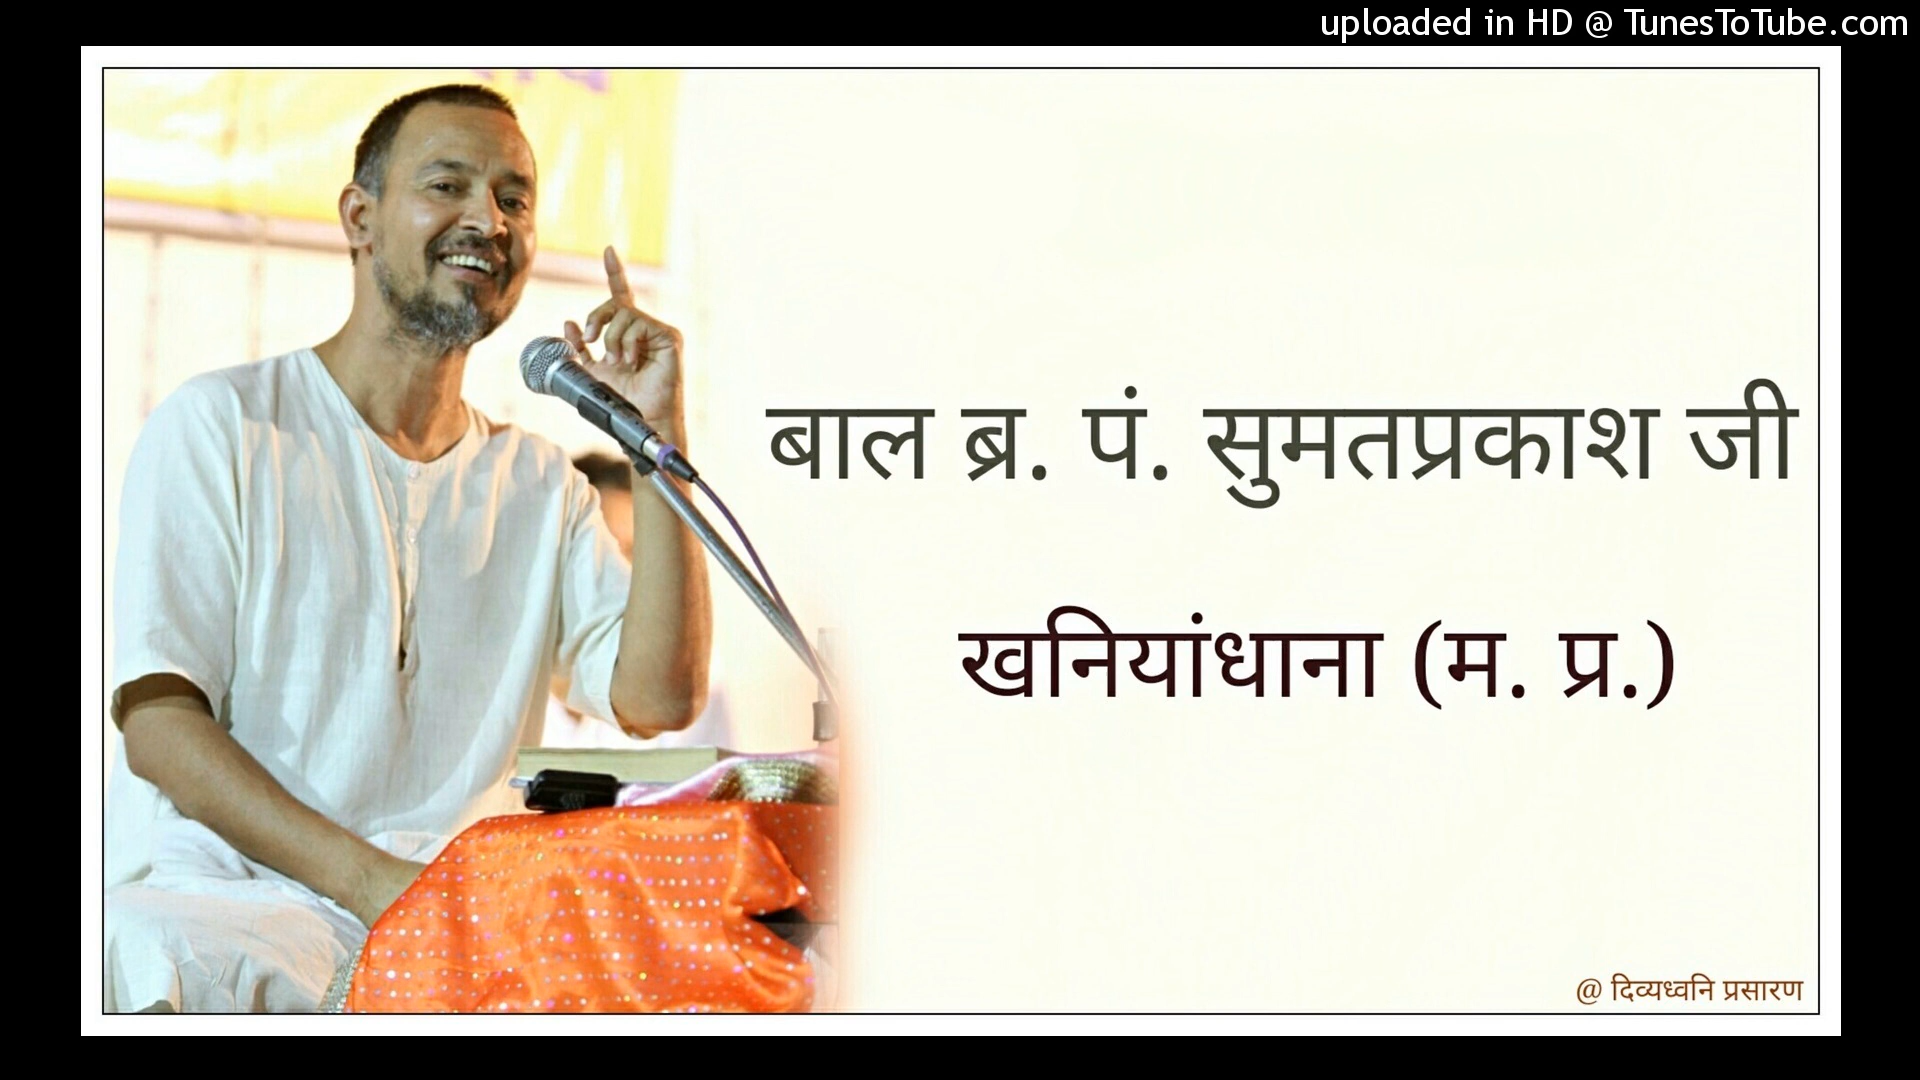 uploaded in HD @ TunesToTube.com
बाल ब्र. पं. सुमतप्रकाश जी
खनियांधाना (म. प्र.)
@ दिव्यध्वनि प्रसारण